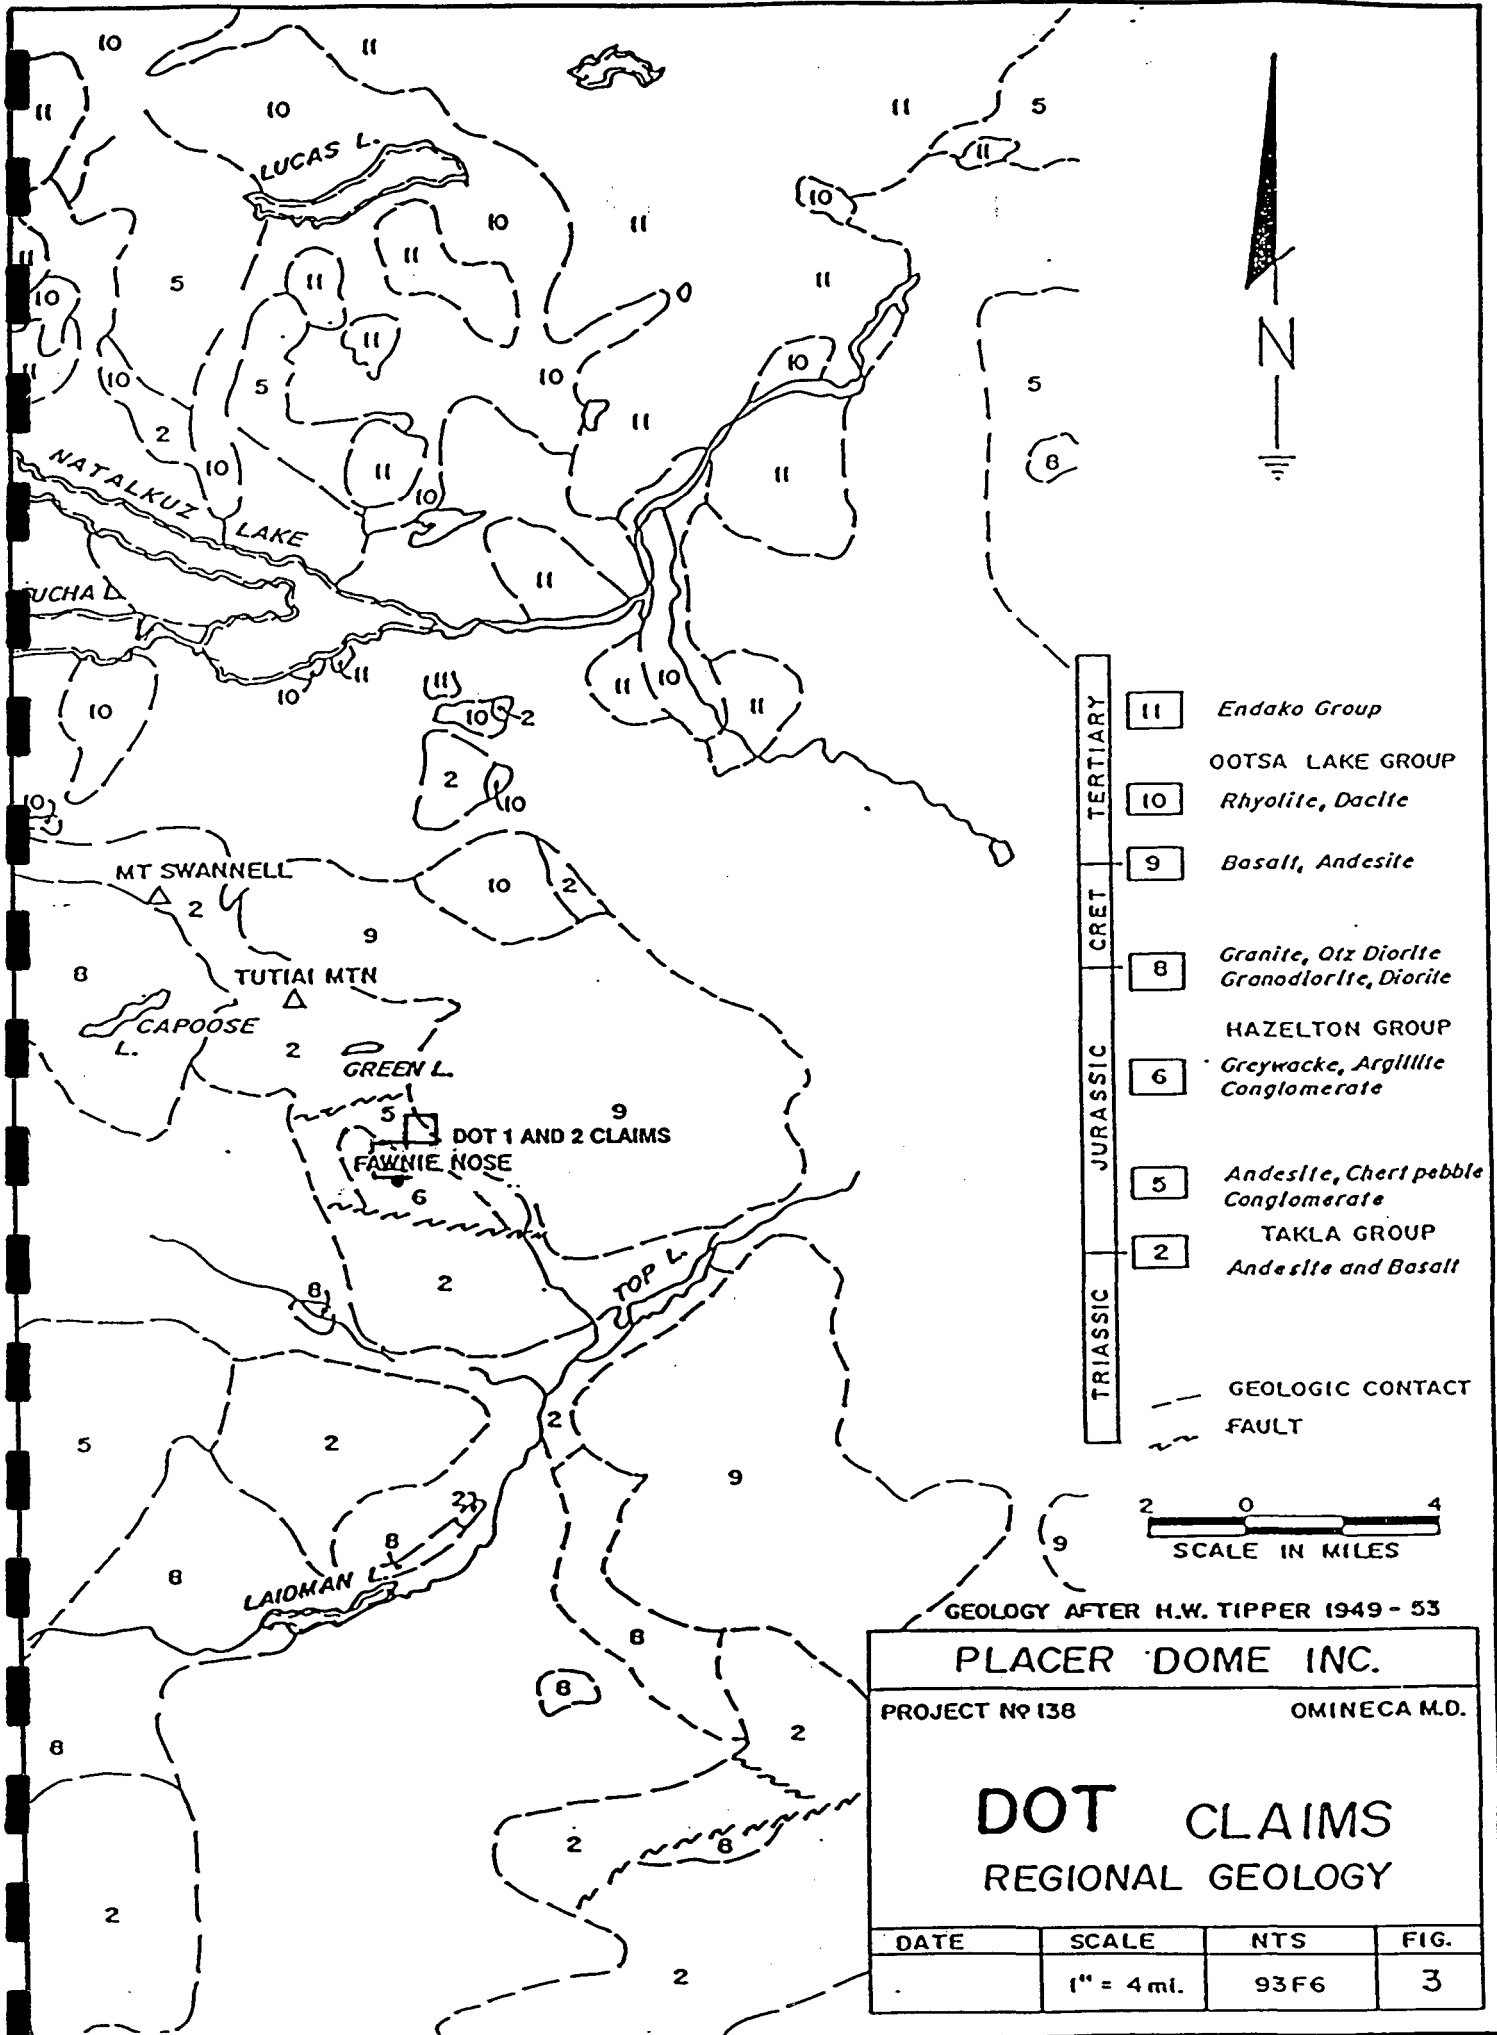 10
11
11
10
11
5
LUCAS L.
11
10
10
11
11
11
5
11
11
10
11
10
11
10
10
5
5
11
2
10
11
11
8
10
NATALKUZ
LAKE
11
11
10
11
10
11
11
10
10
2
11
2
10
10
MT SWANNELL
2
10
2
9
8
TUTIAI MTN
CAPOOSE
L.
2
GREEN L.
5
9
DOT 1 AND 2 CLAIMS
FAWNIE NOSE
6
2
8
TOP L.
5
2
2
9
2
8
8
9
LAIDMAN L.
8
8
8
2
2
8
2
2
N
TERTIARY
CRET
JURASSIC
TRIASSIC
11 Endako Group
OOTSA LAKE GROUP
10 Rhyolite, Dacite
9 Basalt, Andesite
8 Granite, Qtz Diorite
Granodiorite, Diorite
HAZELTON GROUP
6 Greywacke, Argillite
Conglomerate
5 Andesite, Chert pebble
Conglomerate
TAKLA GROUP
2 Andesite and Basalt
GEOLOGIC CONTACT
FAULT
2 0 4
SCALE IN MILES
GEOLOGY AFTER H.W. TIPPER 1949-53
PLACER DOME INC.
PROJECT Nº 138 OMINECA M.D.
DOT CLAIMS
REGIONAL GEOLOGY
DATE SCALE NTS FIG.
1" = 4 mi. 93F6 3